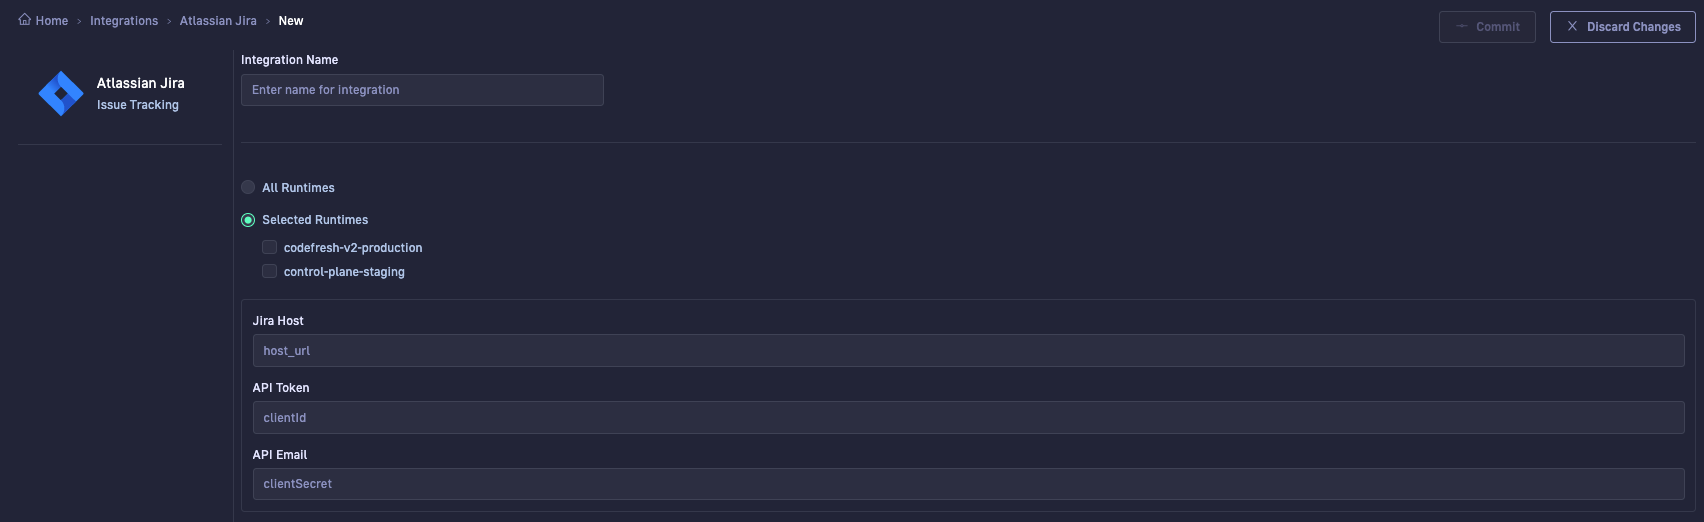 Home > Integrations > Atlassian Jira > New
Commit
Discard Changes
Atlassian Jira
Issue Tracking
Integration Name
Enter name for integration
All Runtimes
Selected Runtimes
codefresh-v2-production
control-plane-staging
Jira Host
host_url
API Token
clientId
API Email
clientSecret